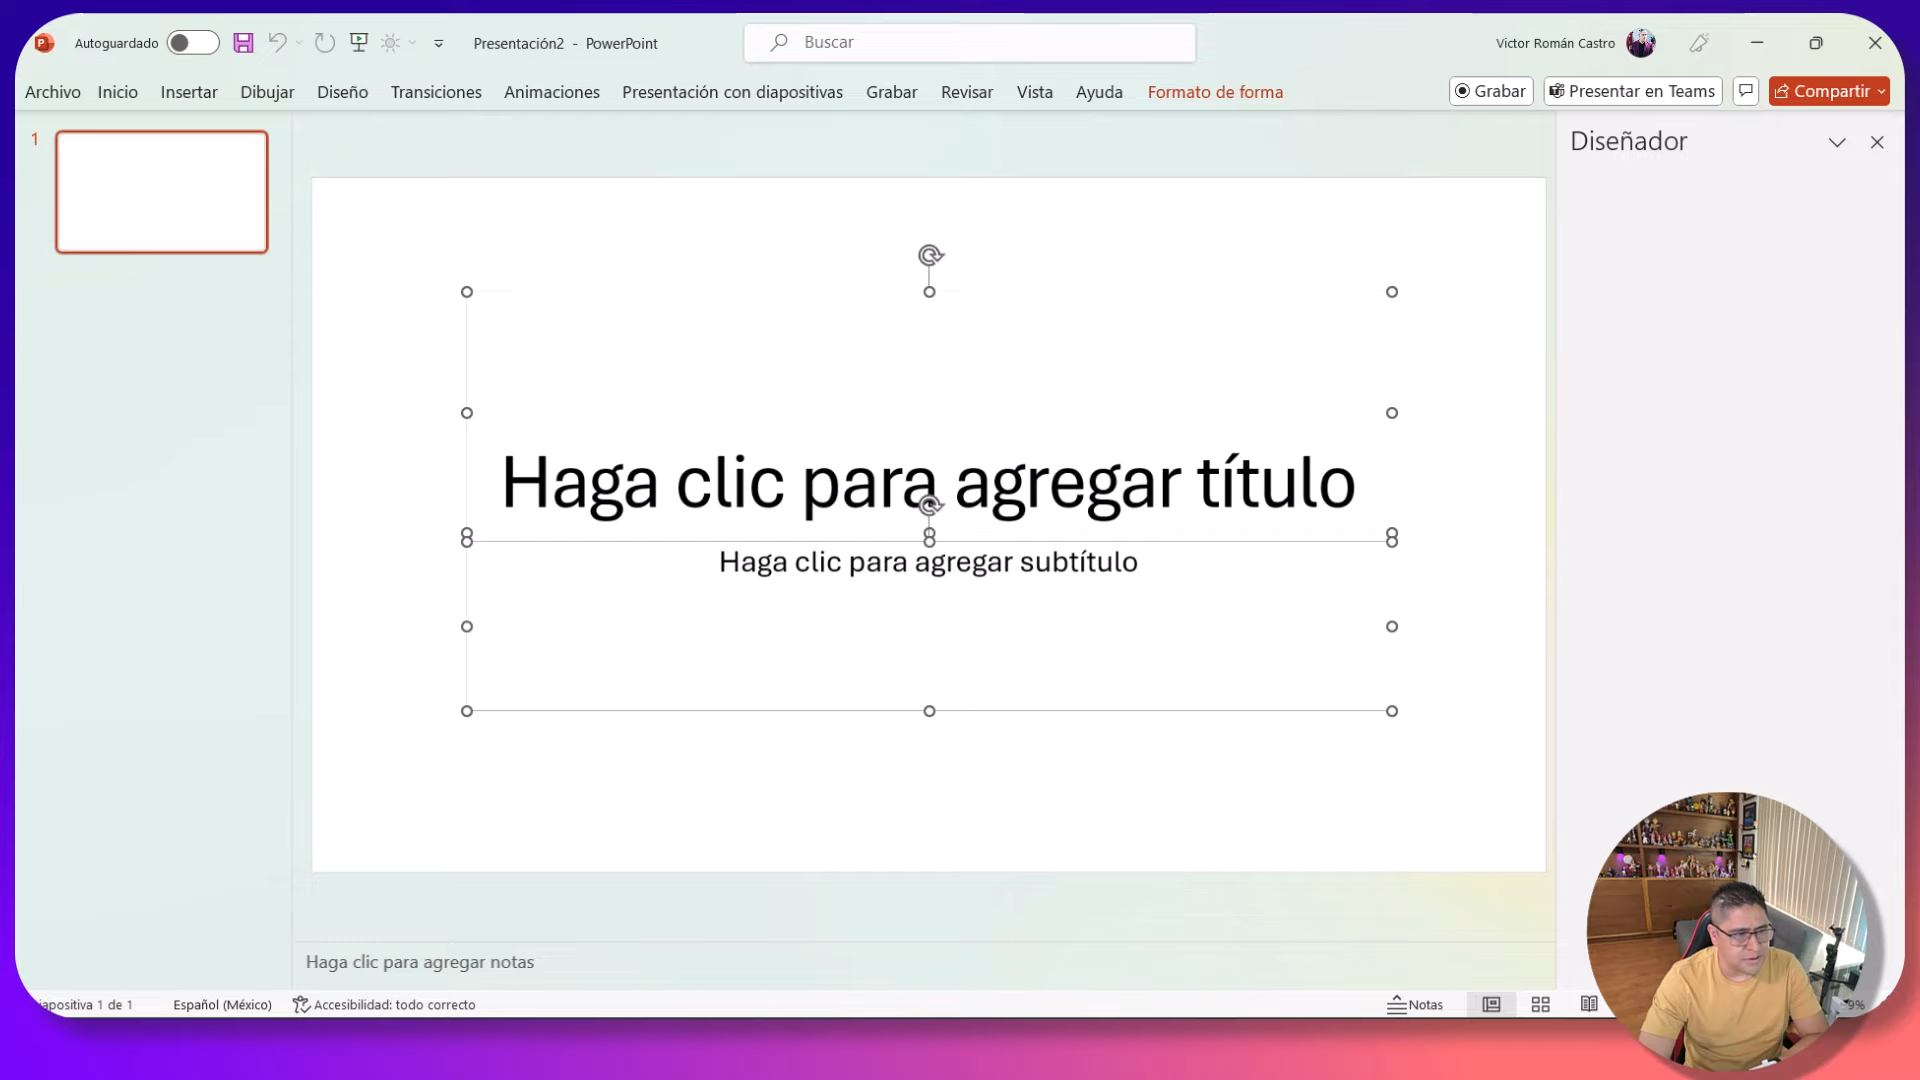 Autoguardado
Presentación2 - PowerPoint
Buscar
Victor Román Castro
Archivo Inicio Insertar Dibujar Diseño Transiciones Animaciones Presentación con diapositivas Grabar Revisar Vista Ayuda Formato de forma
Grabar
Presentar en Teams
Compartir
1
Diseñador
Haga clic para agregar título
Haga clic para agregar subtítulo
Haga clic para agregar notas
iapositiva 1 de 1
Español (México)
Accesibilidad: todo correcto
Notas
9%